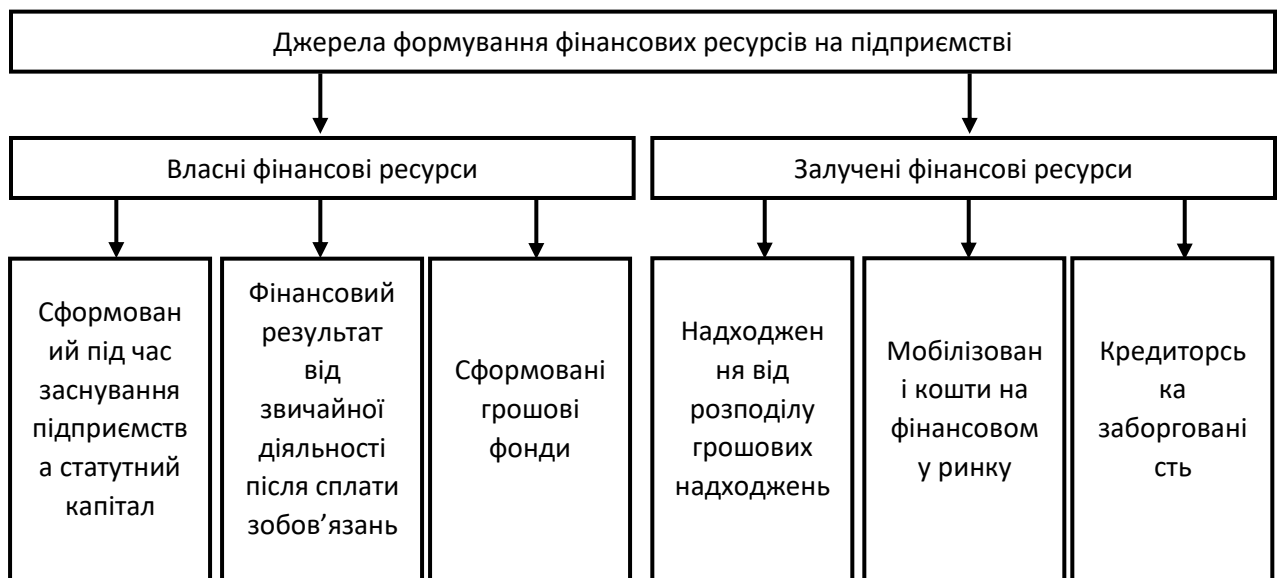 Джерела формування фінансових ресурсів на підприємстві
Власні фінансові ресурси
Залучені фінансові ресурси
Сформован
ий під час
заснування
підприємств
а статутний
капітал
Фінансовий
результат
від
звичайної
діяльності
після сплати
зобов’язань
Сформовані
грошові
фонди
Надходжен
ня від
розподілу
грошових
надходжень
Мобілізован
і кошти на
фінансовом
у ринку
Кредиторсь
ка
заборговані
сть